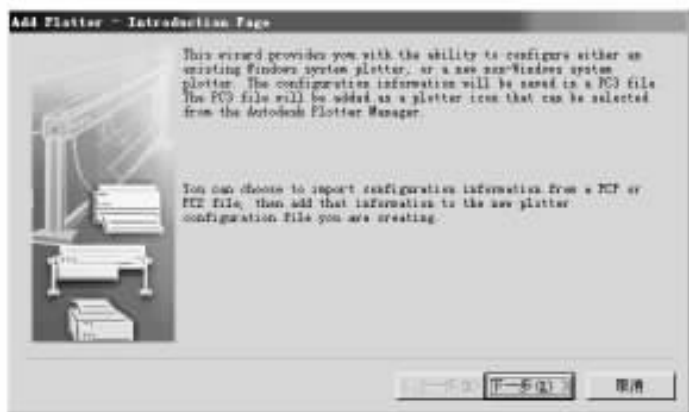 Add Plotter - Introduction Page
This wizard provides you with the ability to configure either an
existing Windows system plotter, or a new non-Windows system
plotter. The configuration information will be saved in a PC3 file.
The PC3 file will be added as a plotter icon that can be selected
from the Autodesk Plotter Manager.
You can choose to import configuration information from a PCP or
PC2 file, then add that information to the new plotter
configuration file you are creating.
下一步(N) >
取消